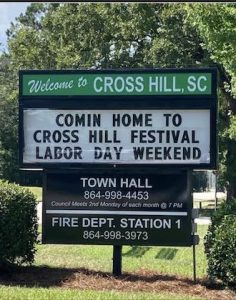 Welcome to CROSS HILL, SC
COMIN HOME TO
CROSS HILL FESTIVAL
LABOR DAY WEEKEND
TOWN HALL
864-998-4453
Council Meets 2nd Monday of each month @ 7 PM
FIRE DEPT. STATION 1
864-998-3973